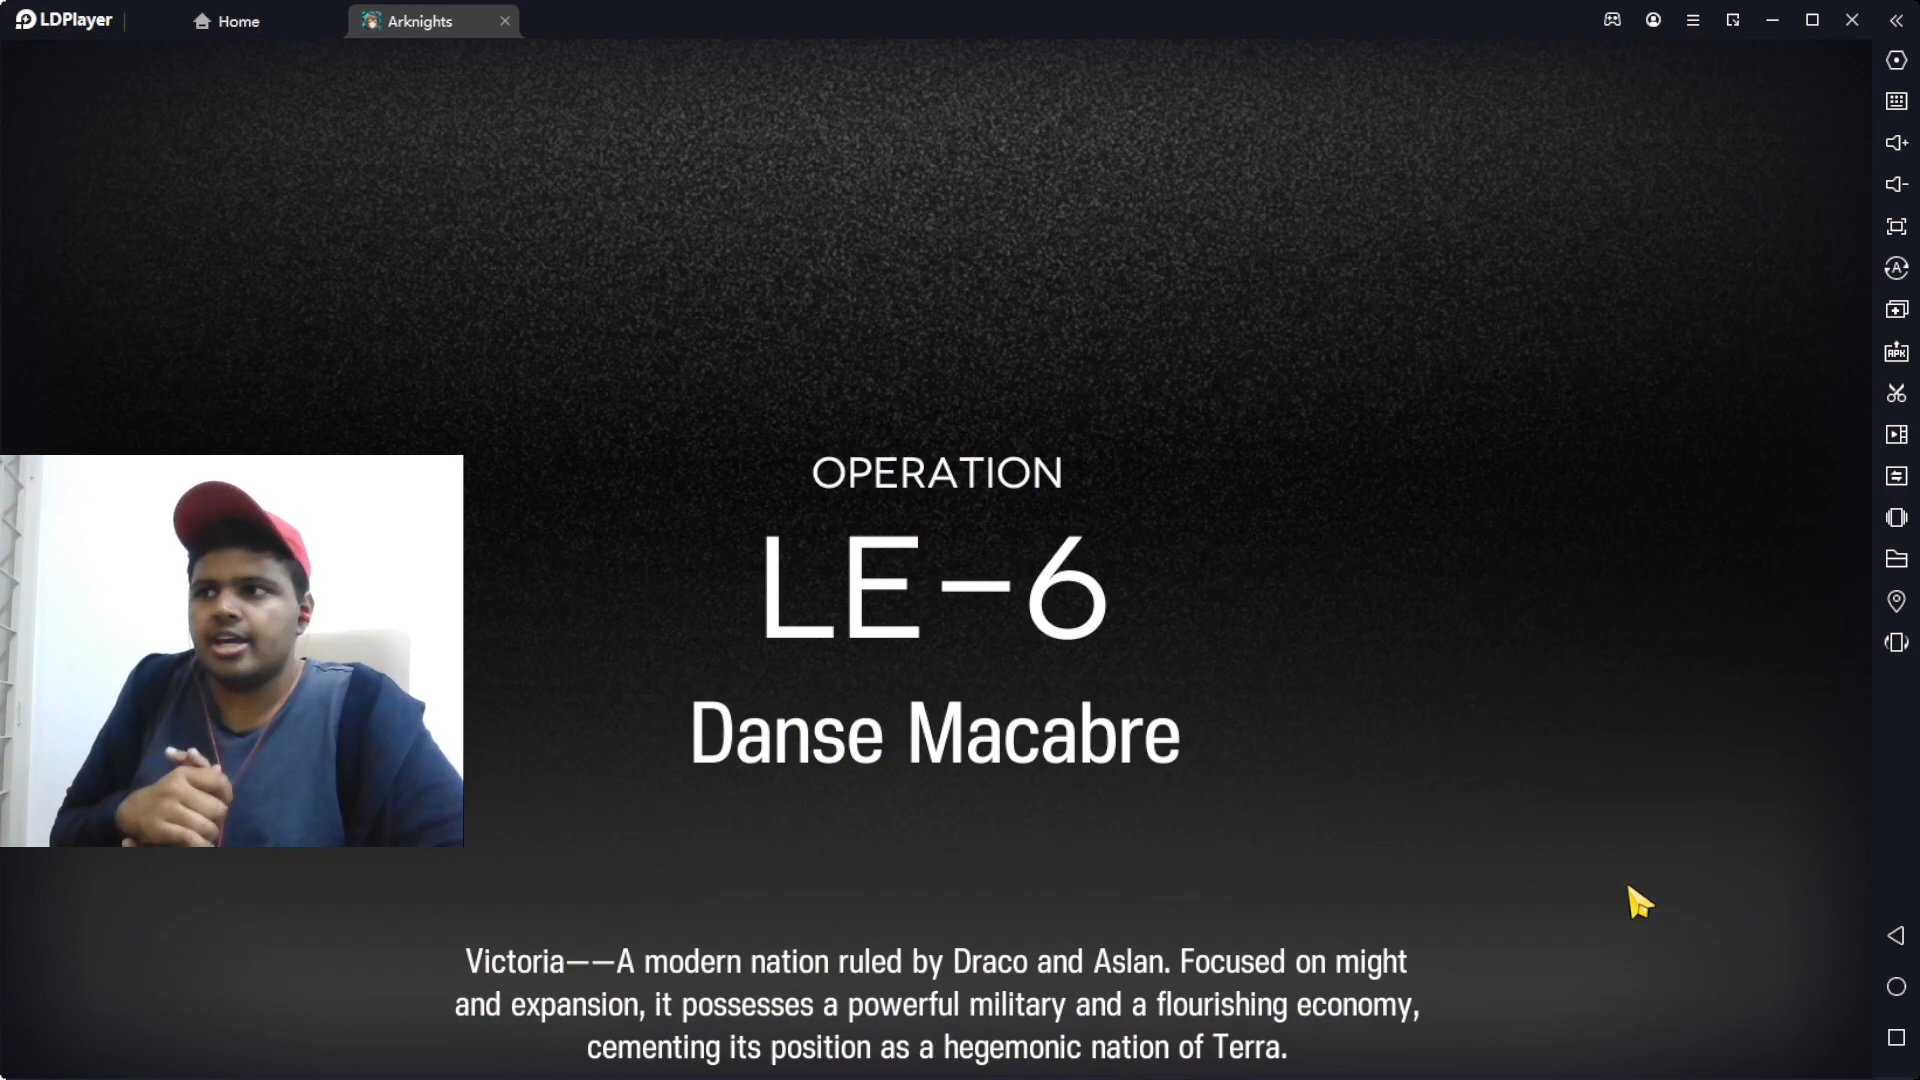 LDPlayer
Home
Arknights
OPERATION
LE-6
Danse Macabre
Victoria——A modern nation ruled by Draco and Aslan. Focused on might
and expansion, it possesses a powerful military and a flourishing economy,
cementing its position as a hegemonic nation of Terra.
A
APK